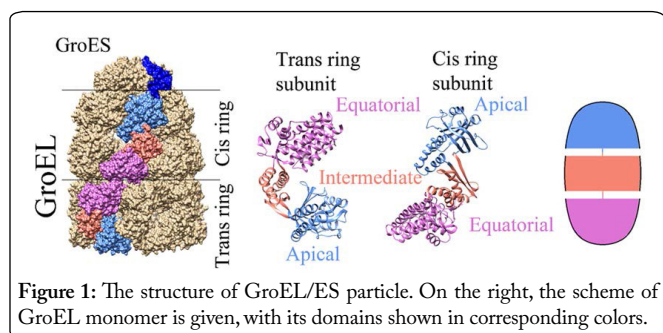 GroES
GroEL
Cis ring
Trans ring
Trans ring
subunit
Equatorial
Intermediate
Apical
Cis ring
subunit
Apical
Equatorial
Figure 1: The structure of GroEL/ES particle. On the right, the scheme of
GroEL monomer is given, with its domains shown in corresponding colors.